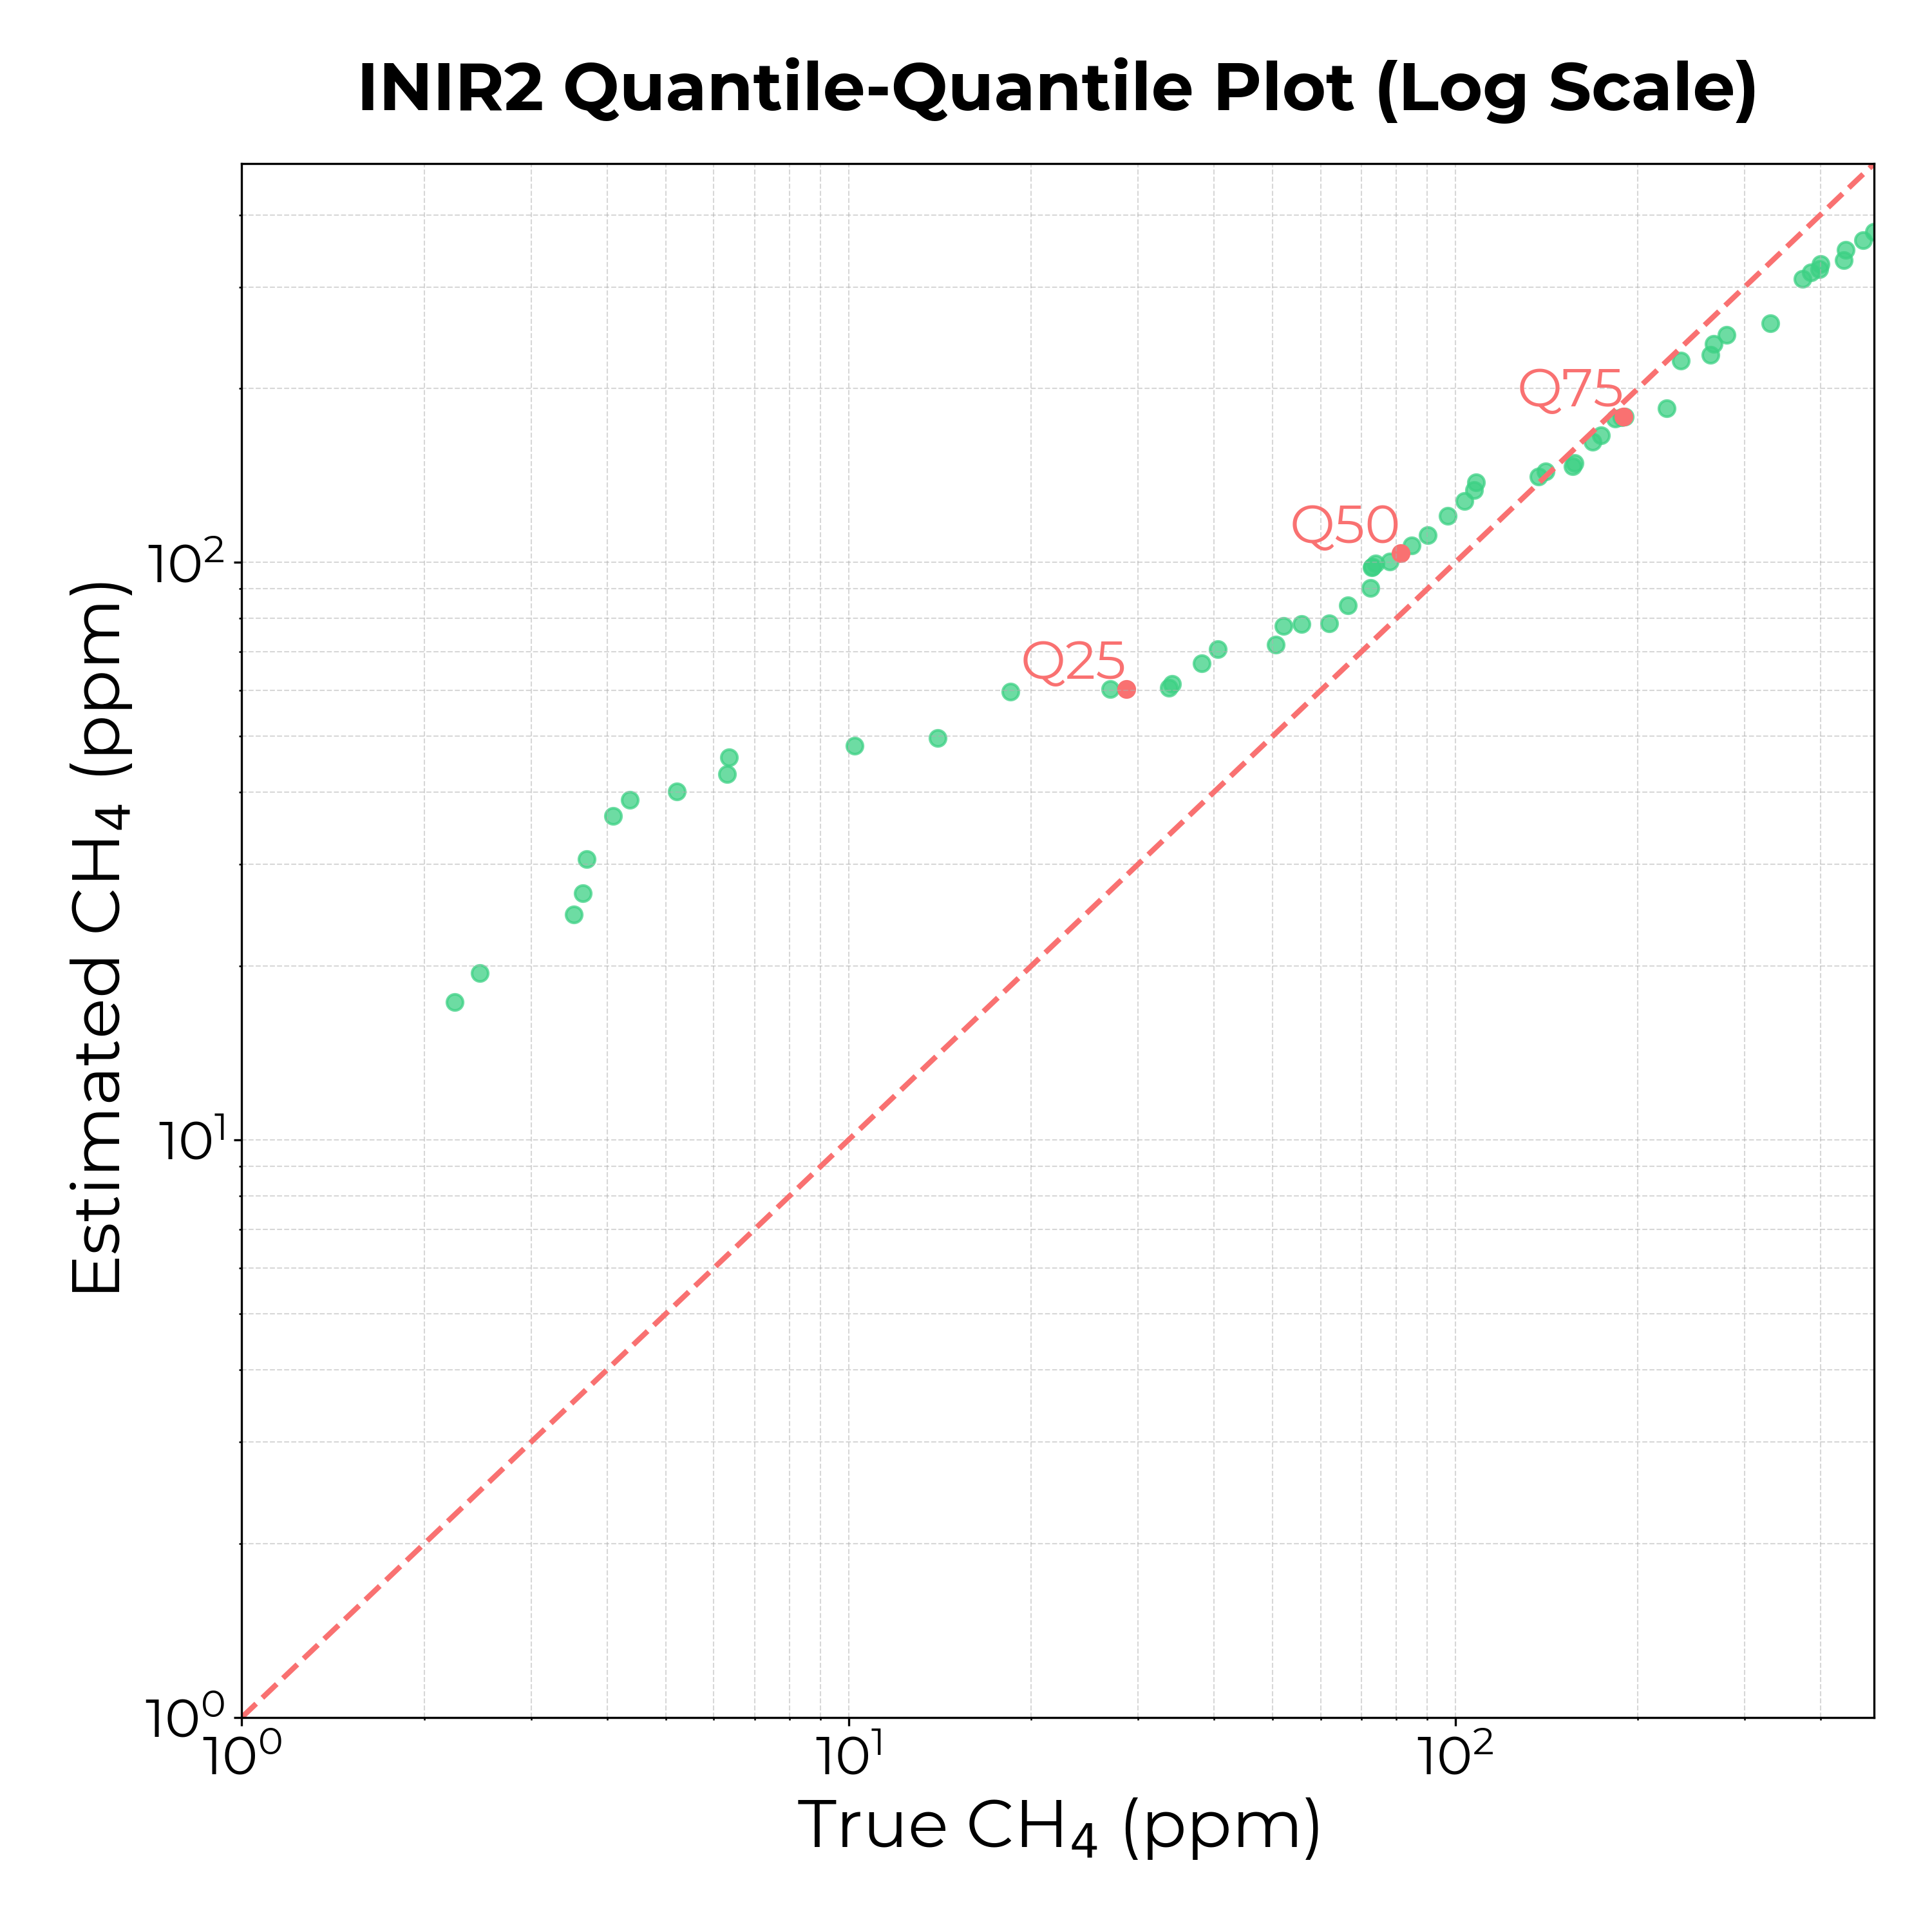 INIR2 Quantile-Quantile Plot (Log Scale)
Estimated CH₄ (ppm)
10²
10¹
10⁰
Q75
Q50
Q25
10⁰ 10¹ 10²
True CH₄ (ppm)